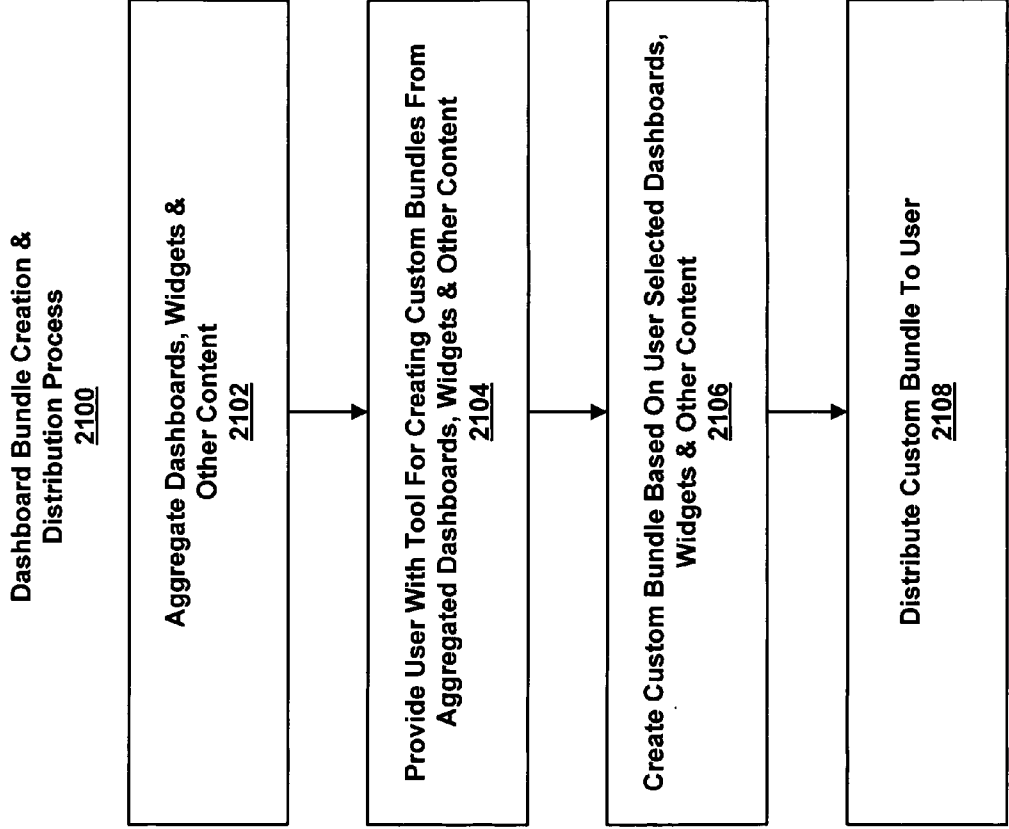 Dashboard Bundle Creation &
Distribution Process
2100
Aggregate Dashboards, Widgets &
Other Content
2102
Provide User With Tool For Creating Custom Bundles From
Aggregated Dashboards, Widgets & Other Content
2104
Create Custom Bundle Based On User Selected Dashboards,
Widgets & Other Content
2106
Distribute Custom Bundle To User
2108